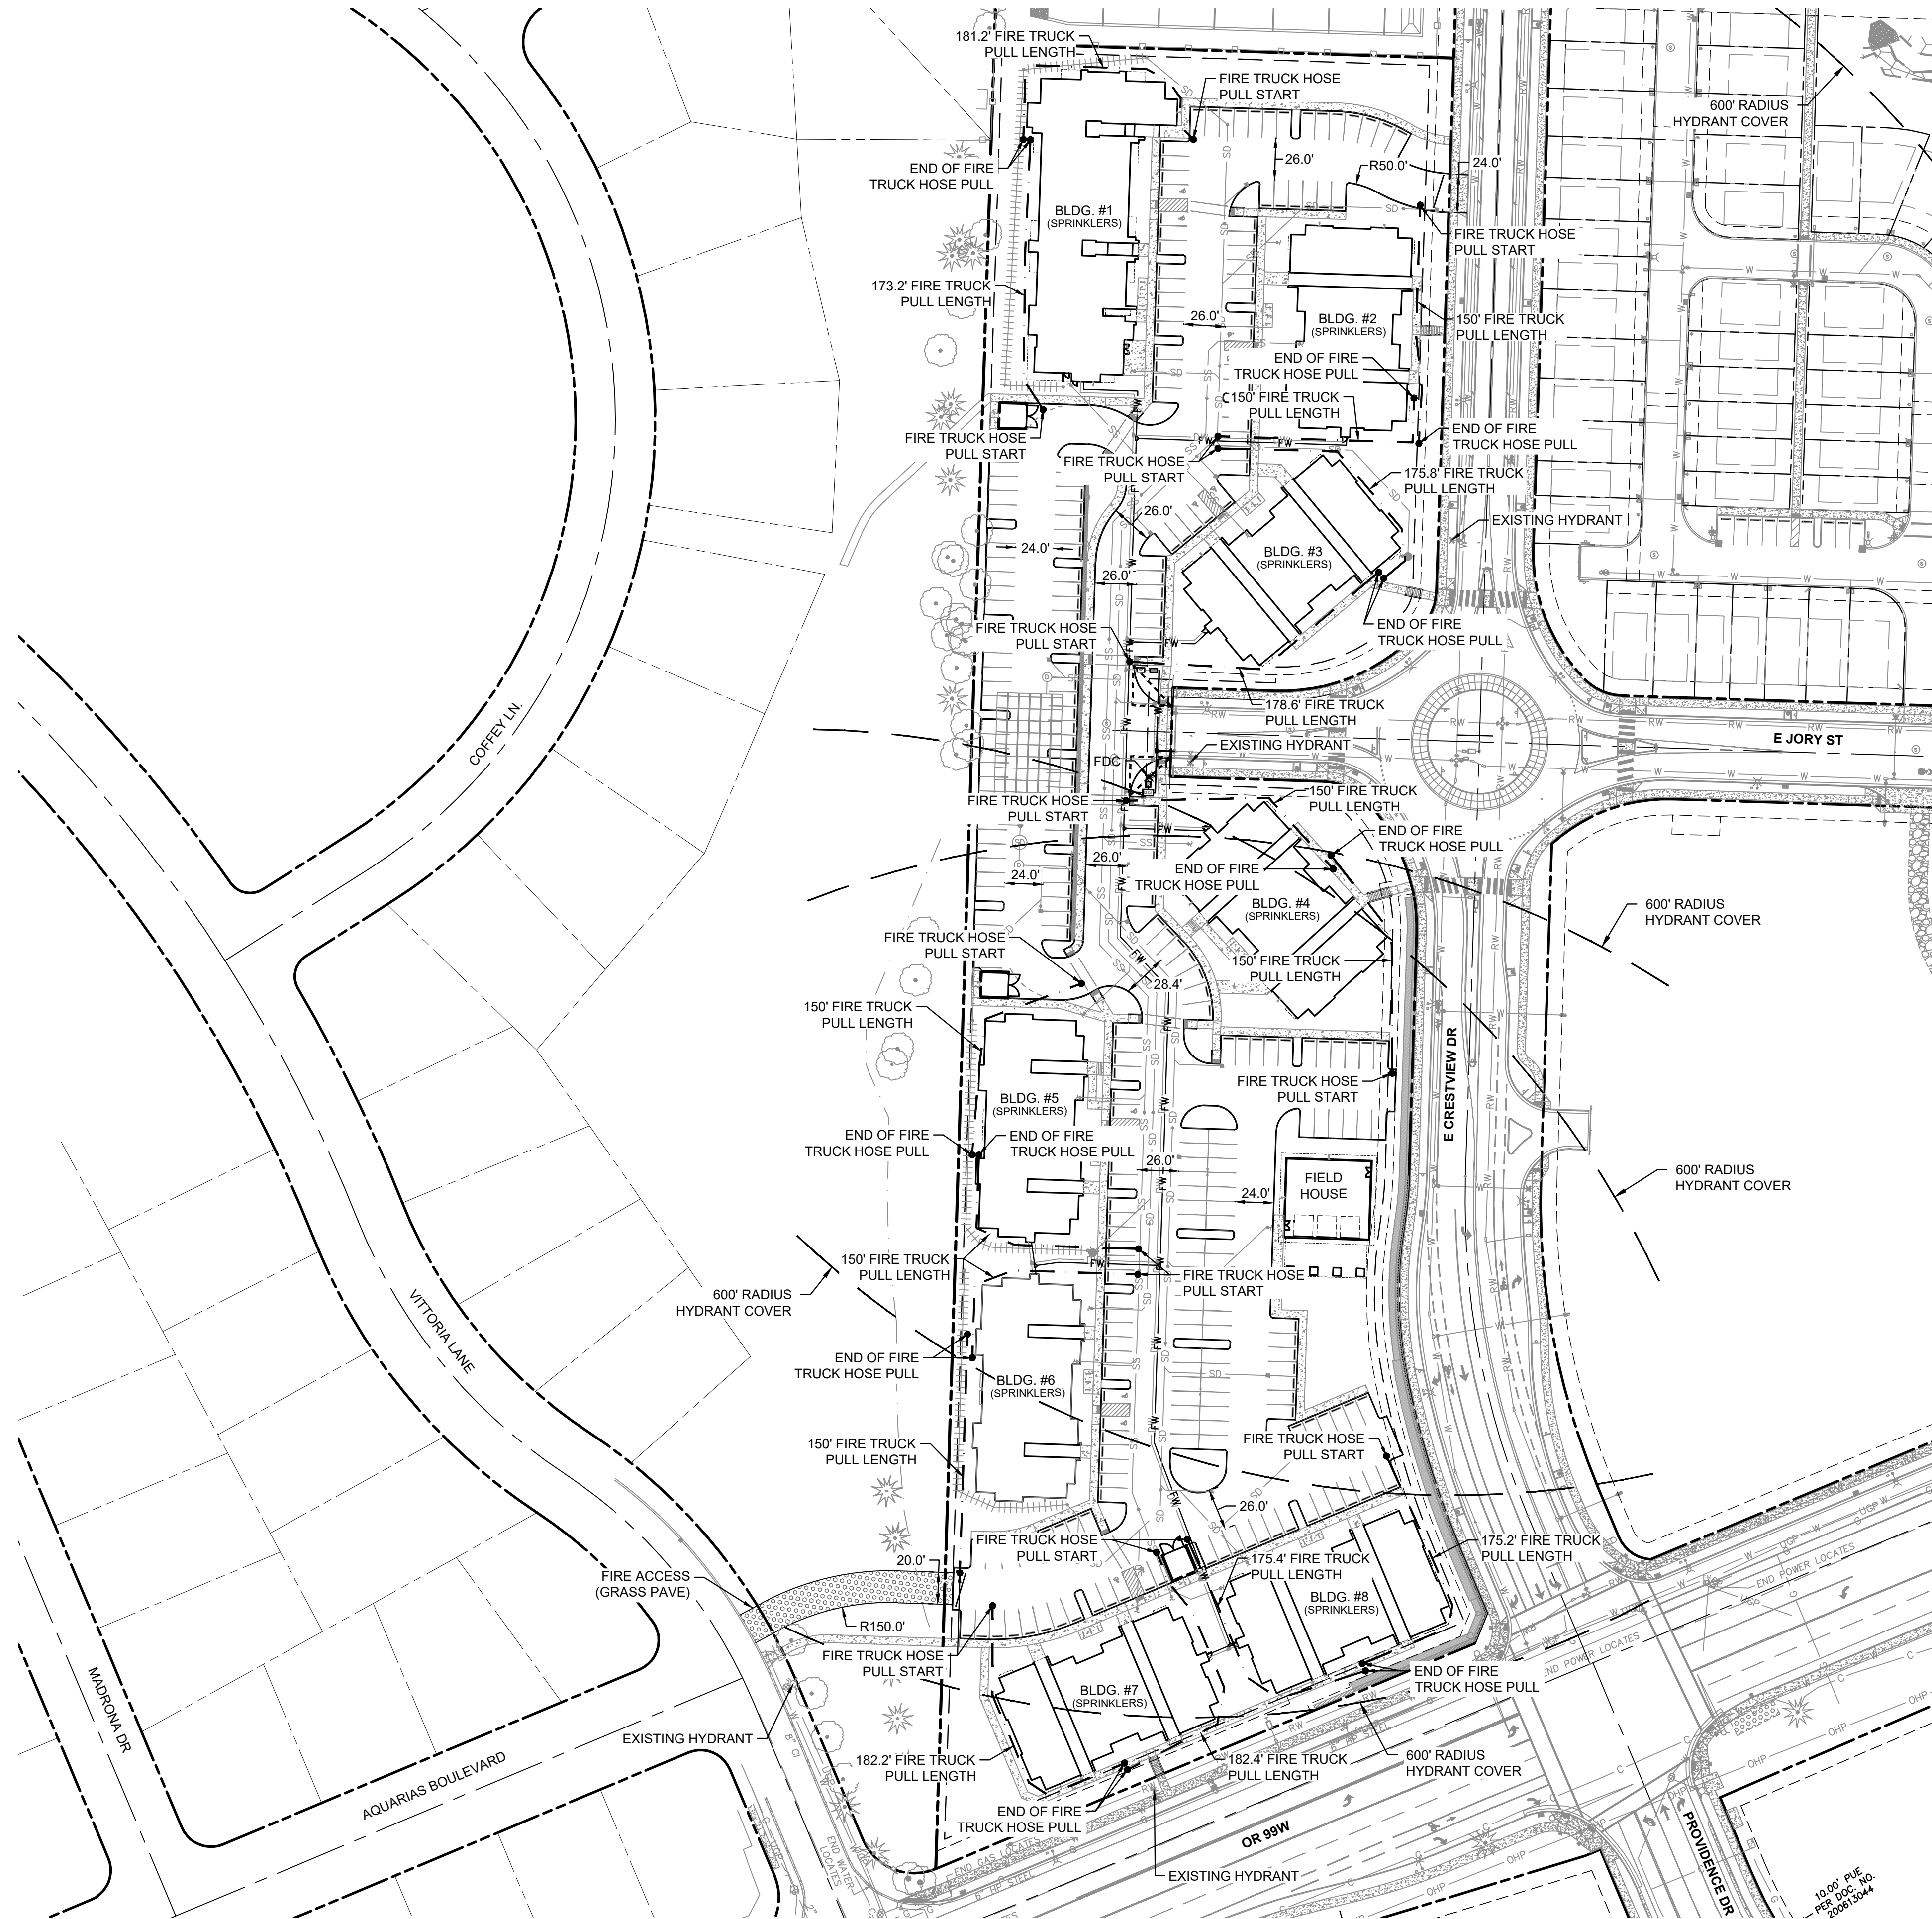 181.2' FIRE TRUCK
PULL LENGTH
FIRE TRUCK HOSE
PULL START
600' RADIUS
HYDRANT COVER
END OF FIRE
TRUCK HOSE PULL
26.0'
R50.0'
24.0'
BLDG. #1
(SPRINKLERS)
FIRE TRUCK HOSE
PULL START
173.2' FIRE TRUCK
PULL LENGTH
26.0'
BLDG. #2
(SPRINKLERS)
150' FIRE TRUCK
PULL LENGTH
END OF FIRE
TRUCK HOSE PULL
150' FIRE TRUCK
PULL LENGTH
FIRE TRUCK HOSE
PULL START
END OF FIRE
TRUCK HOSE PULL
FIRE TRUCK HOSE
PULL START
175.8' FIRE TRUCK
PULL LENGTH
26.0'
EXISTING HYDRANT
24.0'
BLDG. #3
(SPRINKLERS)
26.0'
FIRE TRUCK HOSE
PULL START
END OF FIRE
TRUCK HOSE PULL
178.6' FIRE TRUCK
PULL LENGTH
COFFEY LN.
EXISTING HYDRANT
E JORY ST
FDC
FIRE TRUCK HOSE
PULL START
150' FIRE TRUCK
PULL LENGTH
END OF FIRE
TRUCK HOSE PULL
26.0'
24.0'
END OF FIRE
TRUCK HOSE PULL
BLDG. #4
(SPRINKLERS)
600' RADIUS
HYDRANT COVER
FIRE TRUCK HOSE
PULL START
150' FIRE TRUCK
PULL LENGTH
28.4'
150' FIRE TRUCK
PULL LENGTH
E CRESTVIEW DR
FIRE TRUCK HOSE
PULL START
BLDG. #5
(SPRINKLERS)
END OF FIRE
TRUCK HOSE PULL
END OF FIRE
TRUCK HOSE PULL
26.0'
24.0'
FIELD
HOUSE
600' RADIUS
HYDRANT COVER
150' FIRE TRUCK
PULL LENGTH
FIRE TRUCK HOSE
PULL START
600' RADIUS
HYDRANT COVER
VITTORIA LANE
END OF FIRE
TRUCK HOSE PULL
BLDG. #6
(SPRINKLERS)
150' FIRE TRUCK
PULL LENGTH
FIRE TRUCK HOSE
PULL START
26.0'
FIRE TRUCK HOSE
PULL START
175.2' FIRE TRUCK
PULL LENGTH
20.0'
175.4' FIRE TRUCK
PULL LENGTH
FIRE ACCESS
(GRASS PAVE)
BLDG. #8
(SPRINKLERS)
END POWER LOCATES
R150.0'
END POWER LOCATES
FIRE TRUCK HOSE
PULL START
END OF FIRE
TRUCK HOSE PULL
BLDG. #7
(SPRINKLERS)
MADRONA DR
EXISTING HYDRANT
182.2' FIRE TRUCK
PULL LENGTH
182.4' FIRE TRUCK
PULL LENGTH
600' RADIUS
HYDRANT COVER
AQUARIAS BOULEVARD
END OF FIRE
TRUCK HOSE PULL
OR 99W
END WATER
LOCATES
END GAS LOCATES
6" HP STEEL
EXISTING HYDRANT
PROVIDENCE DR
10.00' PUE
PER DOC. NO.
200613044